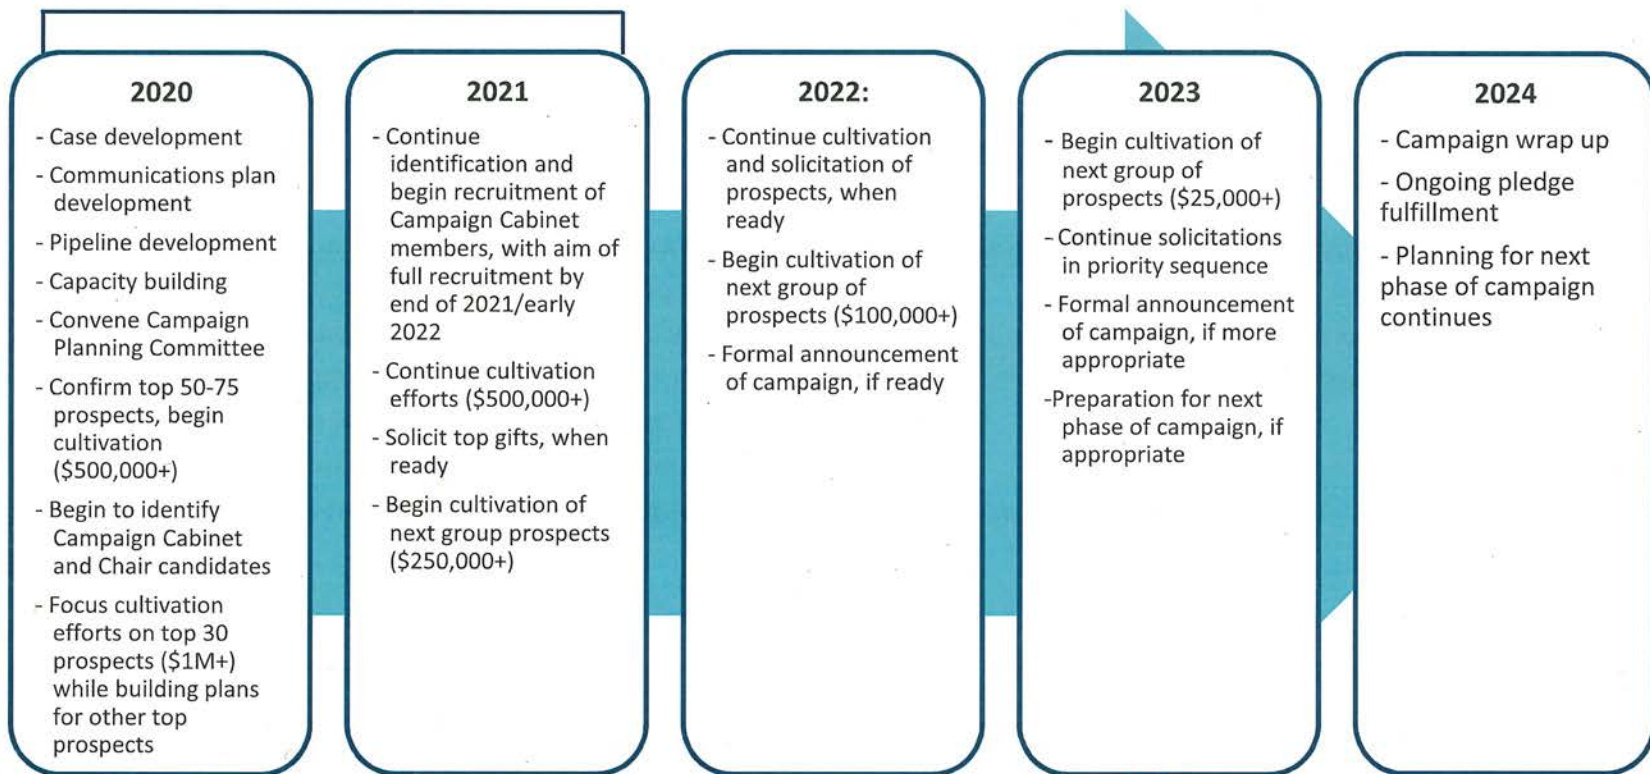 2020
- Case development
- Communications plan
development
- Pipeline development
- Capacity building
- Convene Campaign
Planning Committee
- Confirm top 50-75
prospects, begin
cultivation
($500,000+)
- Begin to identify
Campaign Cabinet
and Chair candidates
- Focus cultivation
efforts on top 30
prospects ($1M+)
while building plans
for other top
prospects
2021
- Continue
identification and
begin recruitment of
Campaign Cabinet
members, with aim of
full recruitment by
end of 2021/early
2022
- Continue cultivation
efforts ($500,000+)
- Solicit top gifts, when
ready
- Begin cultivation of
next group prospects
($250,000+)
2022:
- Continue cultivation
and solicitation of
prospects, when
ready
- Begin cultivation of
next group of
prospects ($100,000+)
- Formal announcement
of campaign, if ready
2023
- Begin cultivation of
next group of
prospects ($25,000+)
- Continue solicitations
in priority sequence
- Formal announcement
of campaign, if more
appropriate
-Preparation for next
phase of campaign, if
appropriate
2024
- Campaign wrap up
- Ongoing pledge
fulfillment
- Planning for next
phase of campaign
continues